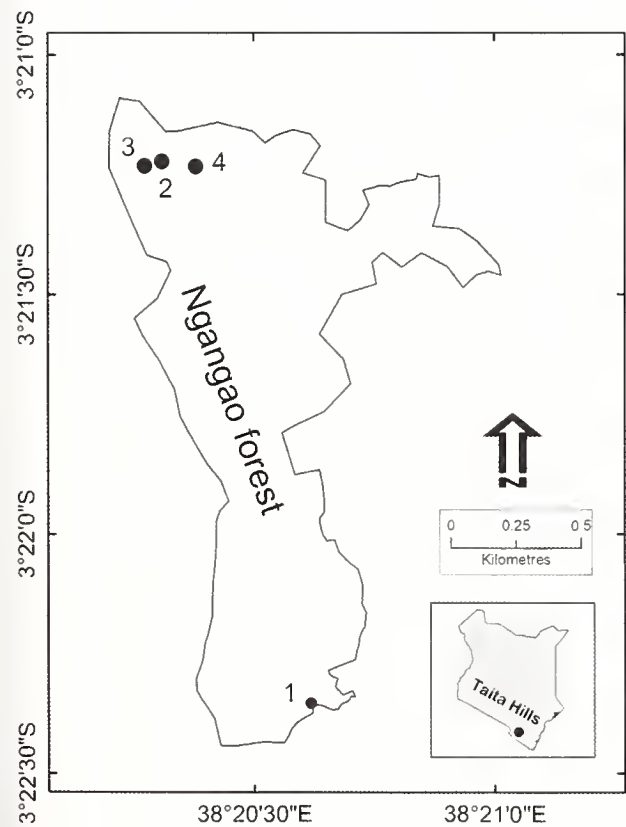 3°21'0"S
3
2
4
3°21'30"S
Ngangao forest
N
3°22'0"S
0 0.25 0 5
Kilometres
Taita Hills
1
3°22'30"S
38°20'30"E 38°21'0"E